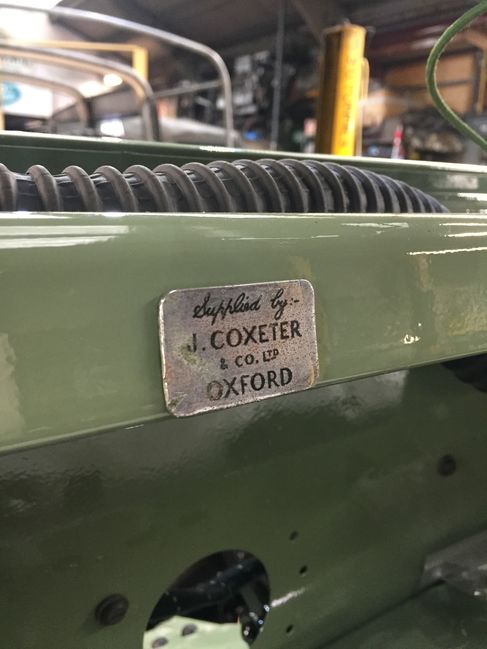 Supplied by:-
J. COXETER
& CO. LTD
OXFORD